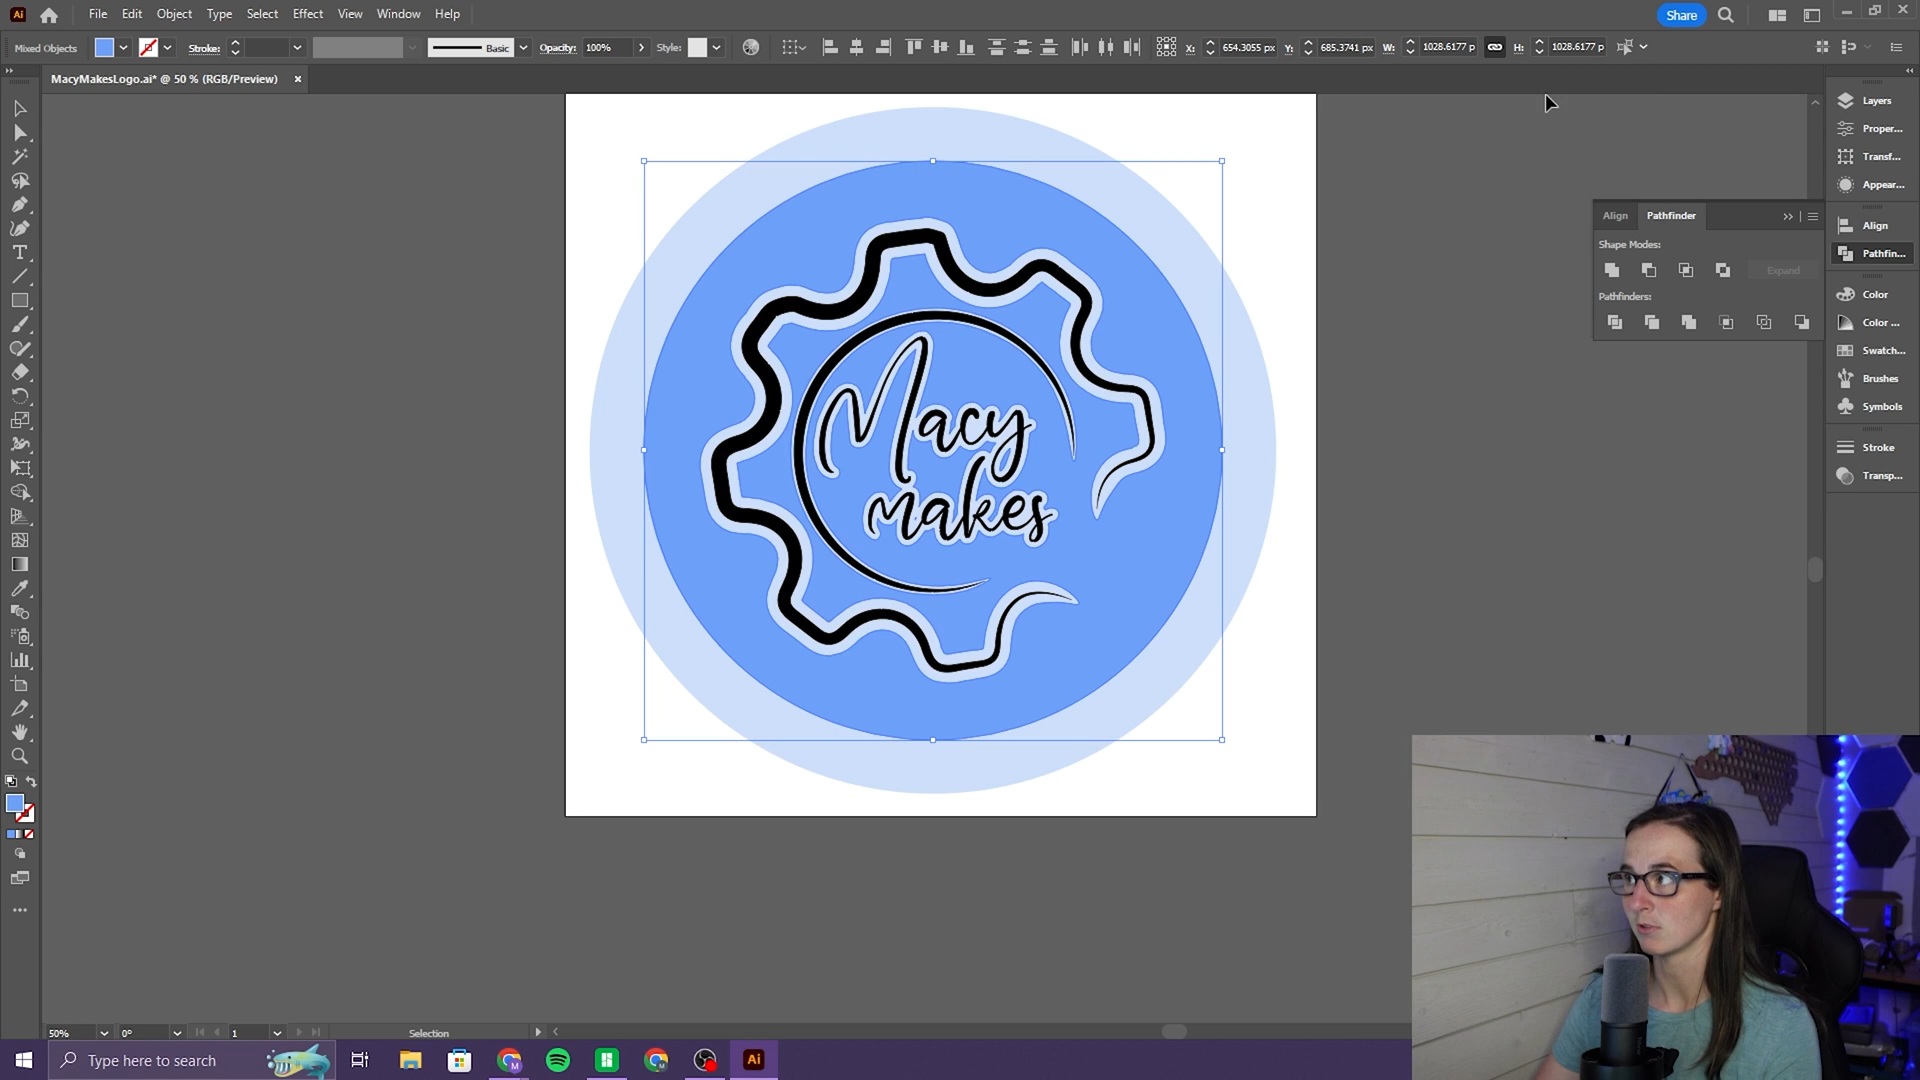 Ai File Edit Object Type Select Effect View Window Help Share
Mixed Objects Stroke: Basic Opacity: 100% Style: X: 654.3055 px Y: 685.3741 px W: 1028.6177 p H: 1028.6177 p
MacyMakesLogo.ai* @ 50 % (RGB/Preview) ×
Layers
Proper...
Transf...
Appear...
Align
Pathfin...
Color
Color ...
Swatch...
Brushes
Symbols
Stroke
Transp...
Align Pathfinder
Shape Modes:
Expand
Pathfinders:
Macy
makes
50% 0° 1 Selection
Type here to search
Ai